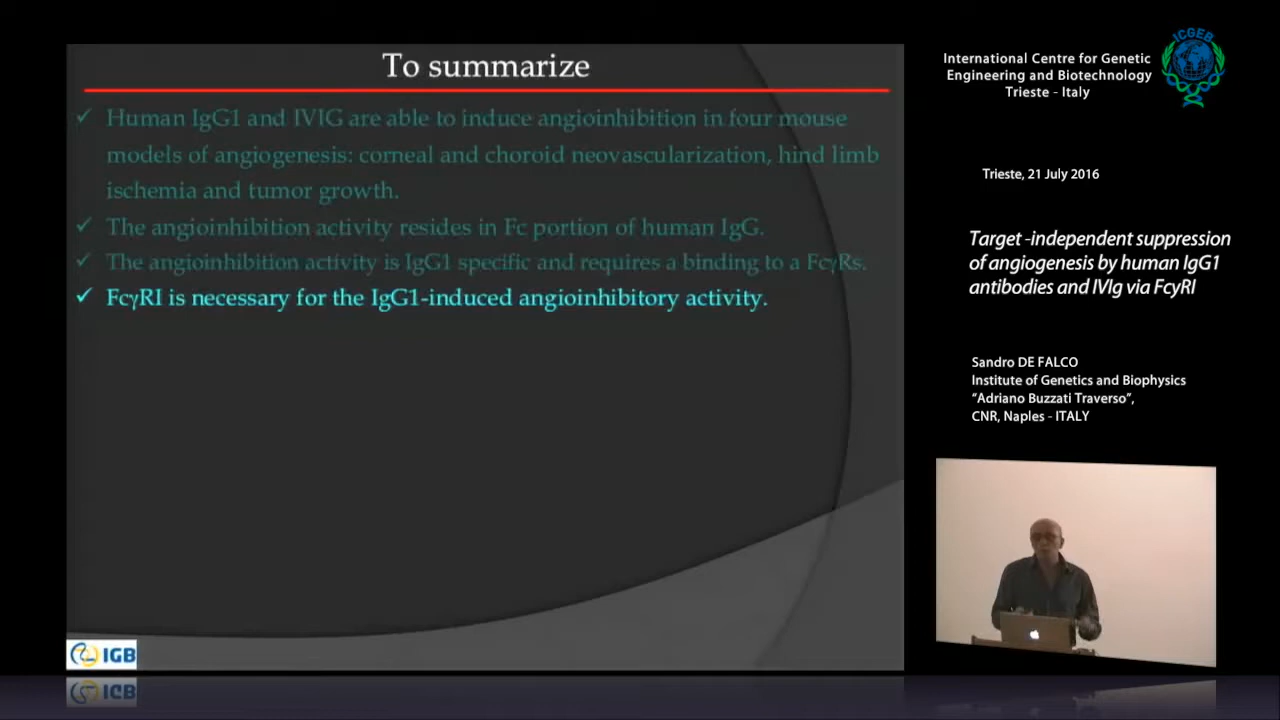 To summarize
✓ Human IgG1 and IVIG are able to induce angioinhibition in four mouse
models of angiogenesis: corneal and choroid neovascularization, hind limb
ischemia and tumor growth.
✓ The angioinhibition activity resides in Fc portion of human IgG.
✓ The angioinhibition activity is IgG1 specific and requires a binding to a FcγRs.
✓ FcγRI is necessary for the IgG1-induced angioinhibitory activity.
IGB
ICGEB
International Centre for Genetic
Engineering and Biotechnology
Trieste - Italy
Trieste, 21 July 2016
Target -independent suppression
of angiogenesis by human IgG1
antibodies and IVIg via FcyRI
Sandro DE FALCO
Institute of Genetics and Biophysics
“Adriano Buzzati Traverso”,
CNR, Naples - ITALY